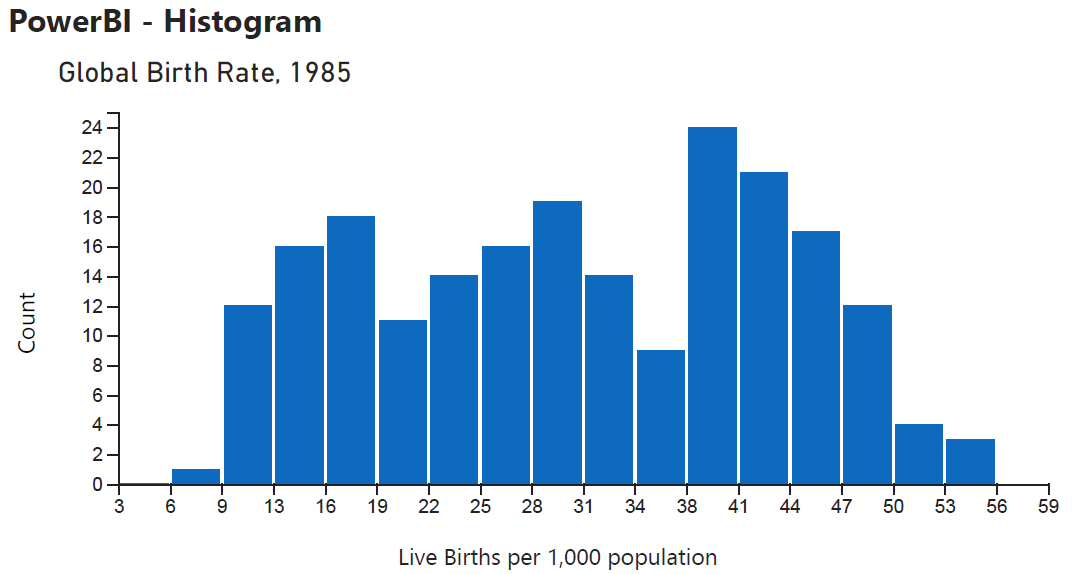 PowerBI - Histogram
Global Birth Rate, 1985
24
22
20
18
16
14
12
10
8
6
4
2
0
Count
3 6 9 13 16 19 22 25 28 31 34 38 41 44 47 50 53 56 59
Live Births per 1,000 population